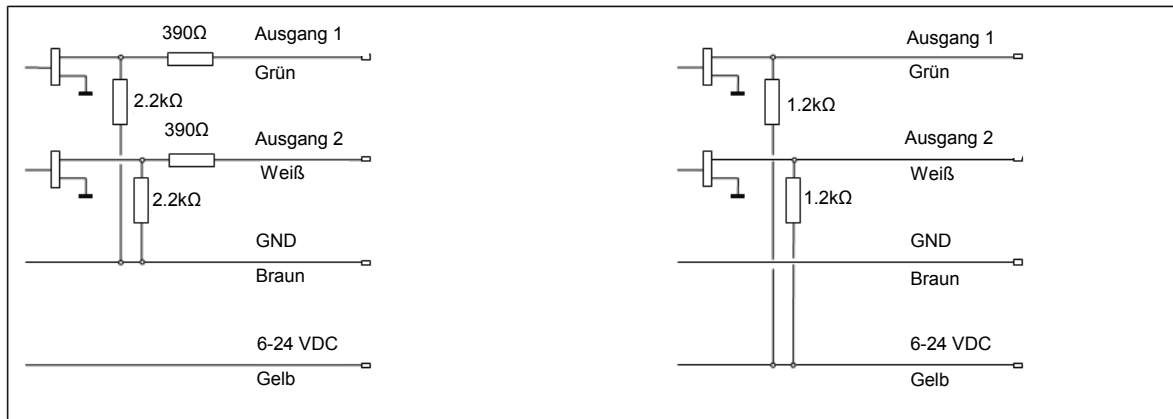 390Ω
Ausgang 1
Grün
2.2kΩ
390Ω
Ausgang 2
Weiß
2.2kΩ
GND
Braun
6-24 VDC
Gelb
Ausgang 1
Grün
1.2kΩ
Ausgang 2
Weiß
1.2kΩ
GND
Braun
6-24 VDC
Gelb